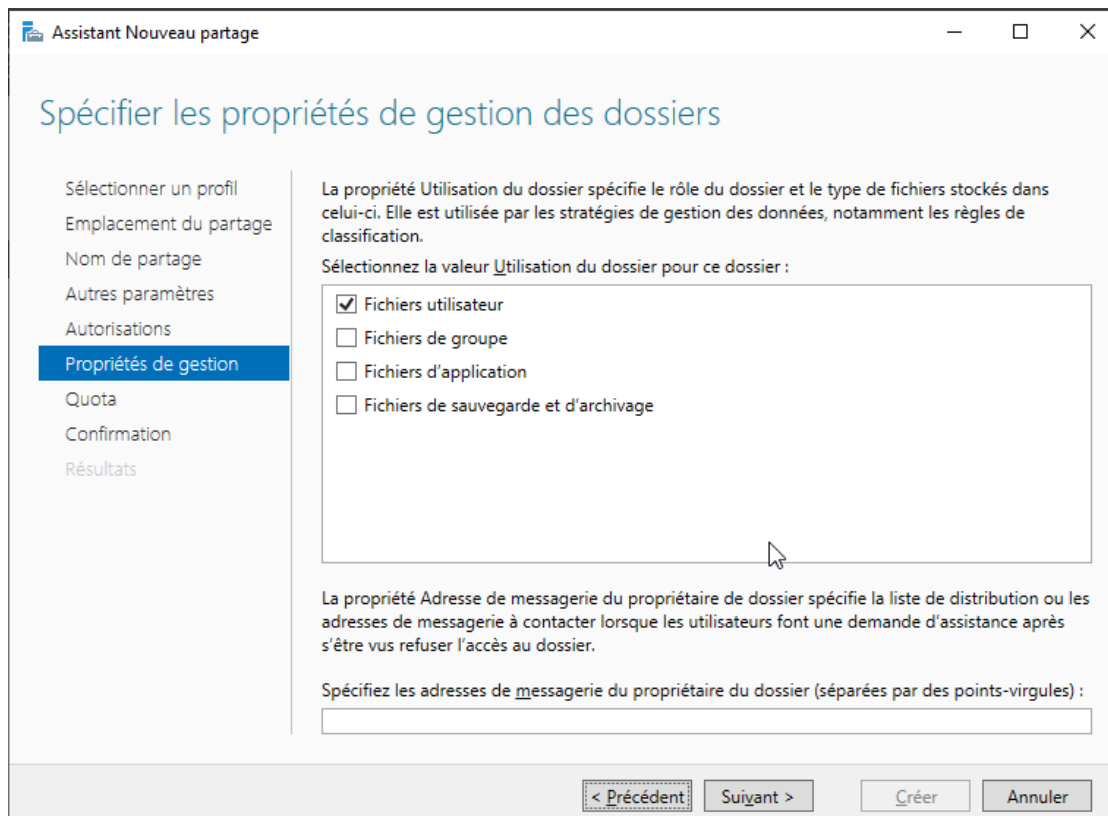 Assistant Nouveau partage
Spécifier les propriétés de gestion des dossiers
Sélectionner un profil
Emplacement du partage
Nom de partage
Autres paramètres
Autorisations
Propriétés de gestion
Quota
Confirmation
Résultats
La propriété Utilisation du dossier spécifie le rôle du dossier et le type de fichiers stockés dans
celui-ci. Elle est utilisée par les stratégies de gestion des données, notamment les règles de
classification.
Sélectionnez la valeur Utilisation du dossier pour ce dossier :
Fichiers utilisateur
Fichiers de groupe
Fichiers d’application
Fichiers de sauvegarde et d’archivage
La propriété Adresse de messagerie du propriétaire de dossier spécifie la liste de distribution ou les
adresses de messagerie à contacter lorsque les utilisateurs font une demande d’assistance après
s’être vus refuser l’accès au dossier.
Spécifiez les adresses de messagerie du propriétaire du dossier (séparées par des points-virgules) :
< Précédent
Suivant >
Créer
Annuler